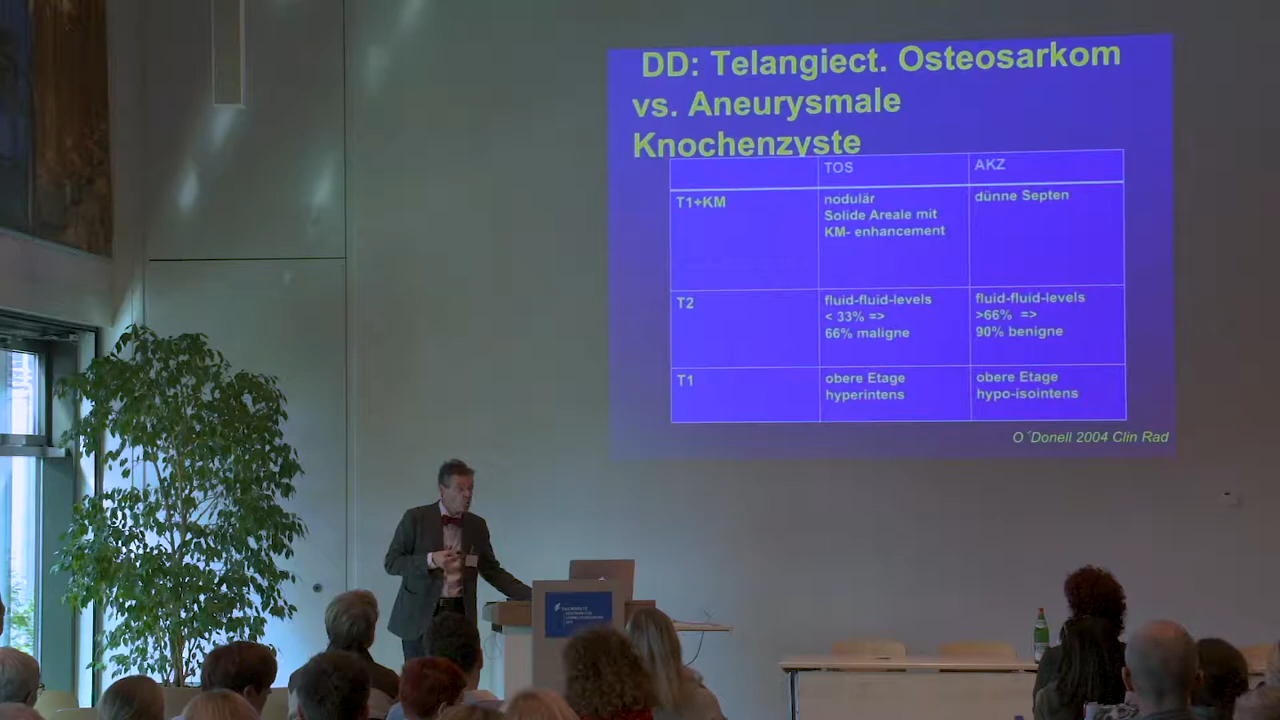 DD: Telangiect. Osteosarkom
vs. Aneurysmale
Knochenzyste
TOS
AKZ
T1+KM
nodulär
Solide Areale mit
KM- enhancement
dünne Septen
T2
fluid-fluid-levels
< 33% =>
66% maligne
fluid-fluid-levels
>66% =>
90% benigne
T1
obere Etage
hyperintens
obere Etage
hypo-isointens
O´Donell 2004 Clin Rad